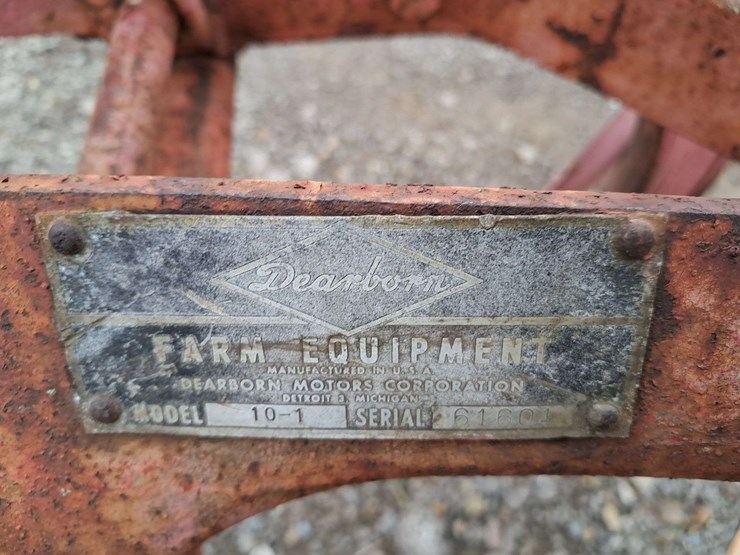 Dearborn
FARM EQUIPMENT
MANUFACTURED IN U.S.A.
DEARBORN MOTORS CORPORATION
DETROIT 3, MICHIGAN
MODEL 10-1 SERIAL